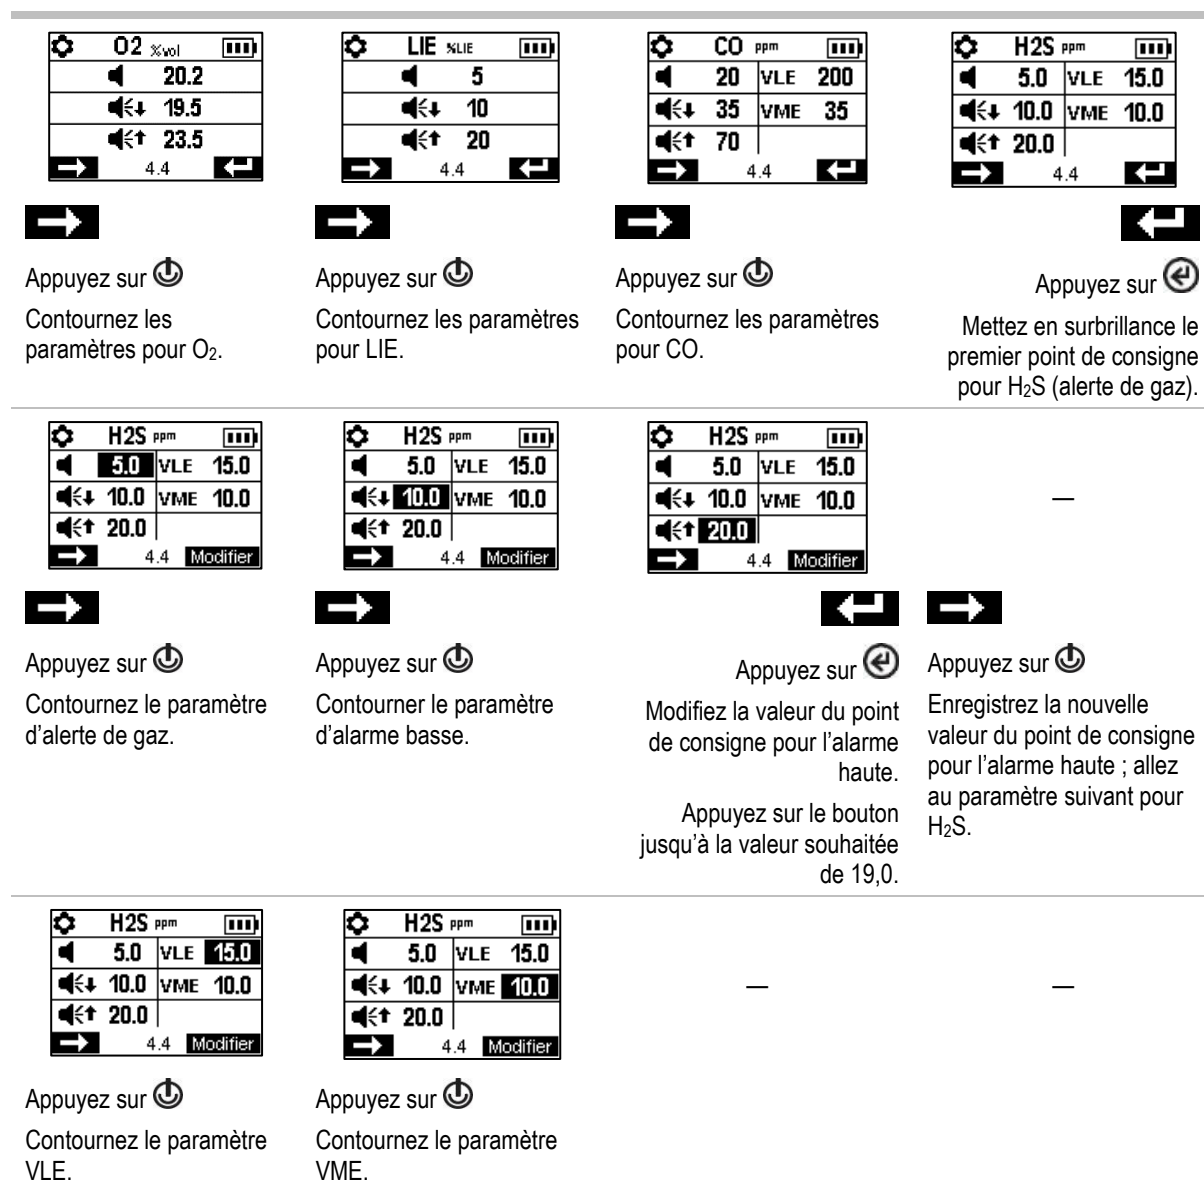 O2 %vol
20.2
19.5
23.5
4.4
LIE %LIE
5
10
20
4.4
CO ppm
20 VLE 200
35 VME 35
70
4.4
H2S ppm
5.0 VLE 15.0
10.0 VME 10.0
20.0
4.4
Appuyez sur
Contournez les
paramètres pour O2.
Appuyez sur
Contournez les paramètres
pour LIE.
Appuyez sur
Contournez les paramètres
pour CO.
Appuyez sur
Mettez en surbrillance le
premier point de consigne
pour H2S (alerte de gaz).
H2S ppm
5.0 VLE 15.0
10.0 VME 10.0
20.0
4.4 Modifier
H2S ppm
5.0 VLE 15.0
10.0 VME 10.0
20.0
4.4 Modifier
H2S ppm
5.0 VLE 15.0
10.0 VME 10.0
20.0
4.4 Modifier
—
Appuyez sur
Contournez le paramètre
d’alerte de gaz.
Appuyez sur
Contourner le paramètre
d’alarme basse.
Appuyez sur
Modifiez la valeur du point
de consigne pour l’alarme
haute.
Appuyez sur le bouton
jusqu’à la valeur souhaitée
de 19,0.
Appuyez sur
Enregistrez la nouvelle
valeur du point de consigne
pour l’alarme haute ; allez
au paramètre suivant pour
H2S.
H2S ppm
5.0 VLE 15.0
10.0 VME 10.0
20.0
4.4 Modifier
H2S ppm
5.0 VLE 15.0
10.0 VME 10.0
20.0
4.4 Modifier
—
—
Appuyez sur
Contournez le paramètre
VLE.
Appuyez sur
Contournez le paramètre
VME.